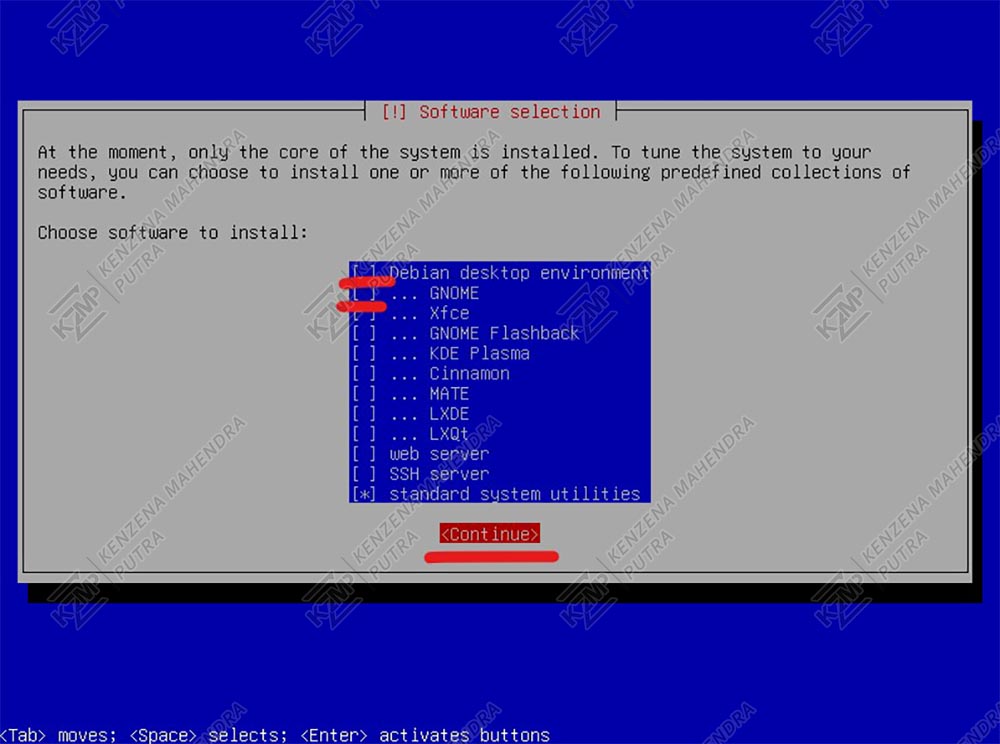 [!] Software selection
At the moment, only the core of the system is installed. To tune the system to your
needs, you can choose to install one or more of the following predefined collections of
software.
Choose software to install:
[ ] Debian desktop environment
[ ] ... GNOME
[ ] ... Xfce
[ ] ... GNOME Flashback
[ ] ... KDE Plasma
[ ] ... Cinnamon
[ ] ... MATE
[ ] ... LXDE
[ ] ... LXQt
[ ] web server
[ ] SSH server
[*] standard system utilities
<Continue>
<Tab> moves; <Space> selects; <Enter> activates buttons
KZMP
KENZENA MAHENDRA
PUTRA